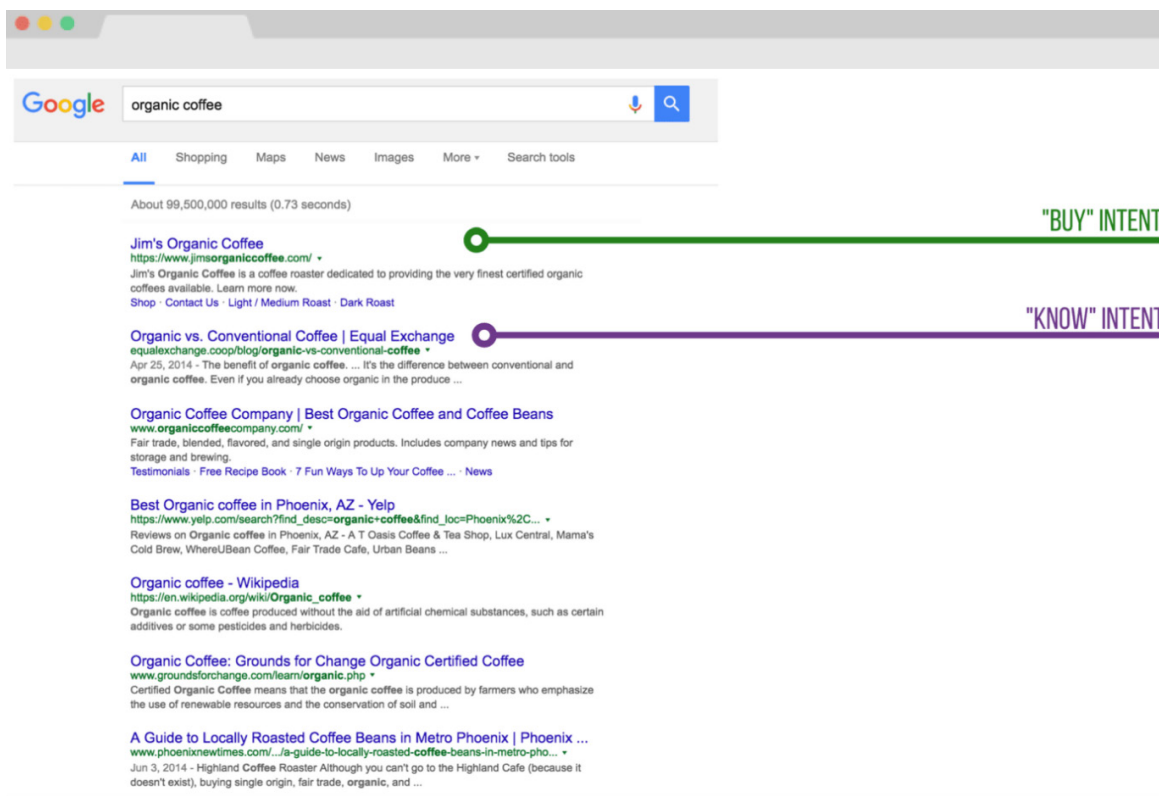 Google
organic coffee
All Shopping Maps News Images More Search tools
About 99,500,000 results (0.73 seconds)
"BUY" INTENT
Jim's Organic Coffee
https://www.jimsorganiccoffee.com/
Jim's Organic Coffee is a coffee roaster dedicated to providing the very finest certified organic
coffees available. Learn more now.
Shop · Contact Us · Light / Medium Roast · Dark Roast
"KNOW" INTENT
Organic vs. Conventional Coffee | Equal Exchange
equalexchange.coop/blog/organic-vs-conventional-coffee
Apr 25, 2014 - The benefit of organic coffee. ... It's the difference between conventional and
organic coffee. Even if you already choose organic in the produce ...
Organic Coffee Company | Best Organic Coffee and Coffee Beans
www.organiccoffeecompany.com/
Fair trade, blended, flavored, and single origin products. Includes company news and tips for
storage and brewing.
Testimonials · Free Recipe Book · 7 Fun Ways To Up Your Coffee ... · News
Best Organic coffee in Phoenix, AZ - Yelp
https://www.yelp.com/search?find_desc=organic+coffee&find_loc=Phoenix%2C...
Reviews on Organic coffee in Phoenix, AZ - A T Oasis Coffee & Tea Shop, Lux Central, Mama's
Cold Brew, WhereUBean Coffee, Fair Trade Cafe, Urban Beans ...
Organic coffee - Wikipedia
https://en.wikipedia.org/wiki/Organic_coffee
Organic coffee is coffee produced without the aid of artificial chemical substances, such as certain
additives or some pesticides and herbicides.
Organic Coffee: Grounds for Change Organic Certified Coffee
www.groundsforchange.com/learn/organic.php
Certified Organic Coffee means that the organic coffee is produced by farmers who emphasize
the use of renewable resources and the conservation of soil and ...
A Guide to Locally Roasted Coffee Beans in Metro Phoenix | Phoenix ...
www.phoenixnewtimes.com/.../a-guide-to-locally-roasted-coffee-beans-in-metro-pho...
Jun 3, 2014 - Highland Coffee Roaster Although you can't go to the Highland Cafe (because it
doesn't exist), buying single origin, fair trade, organic, and ...